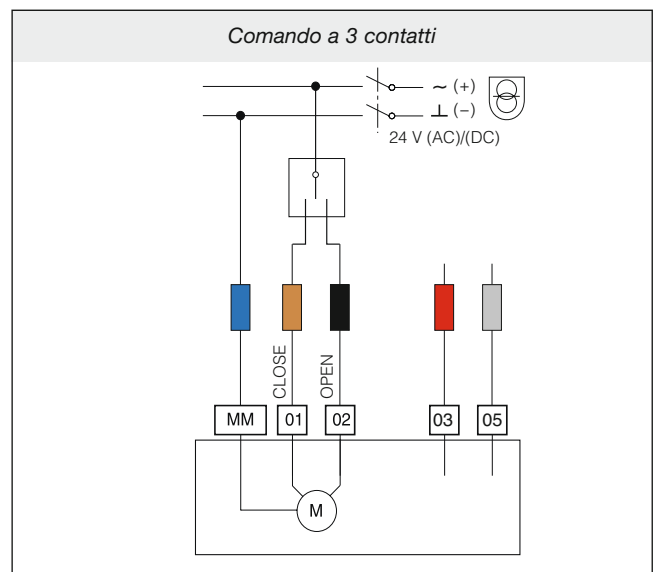 Comando a 3 contatti
~ (+)
⊥ (−)
24 V (AC)/(DC)
CLOSE
OPEN
MM
01
02
03
05
M